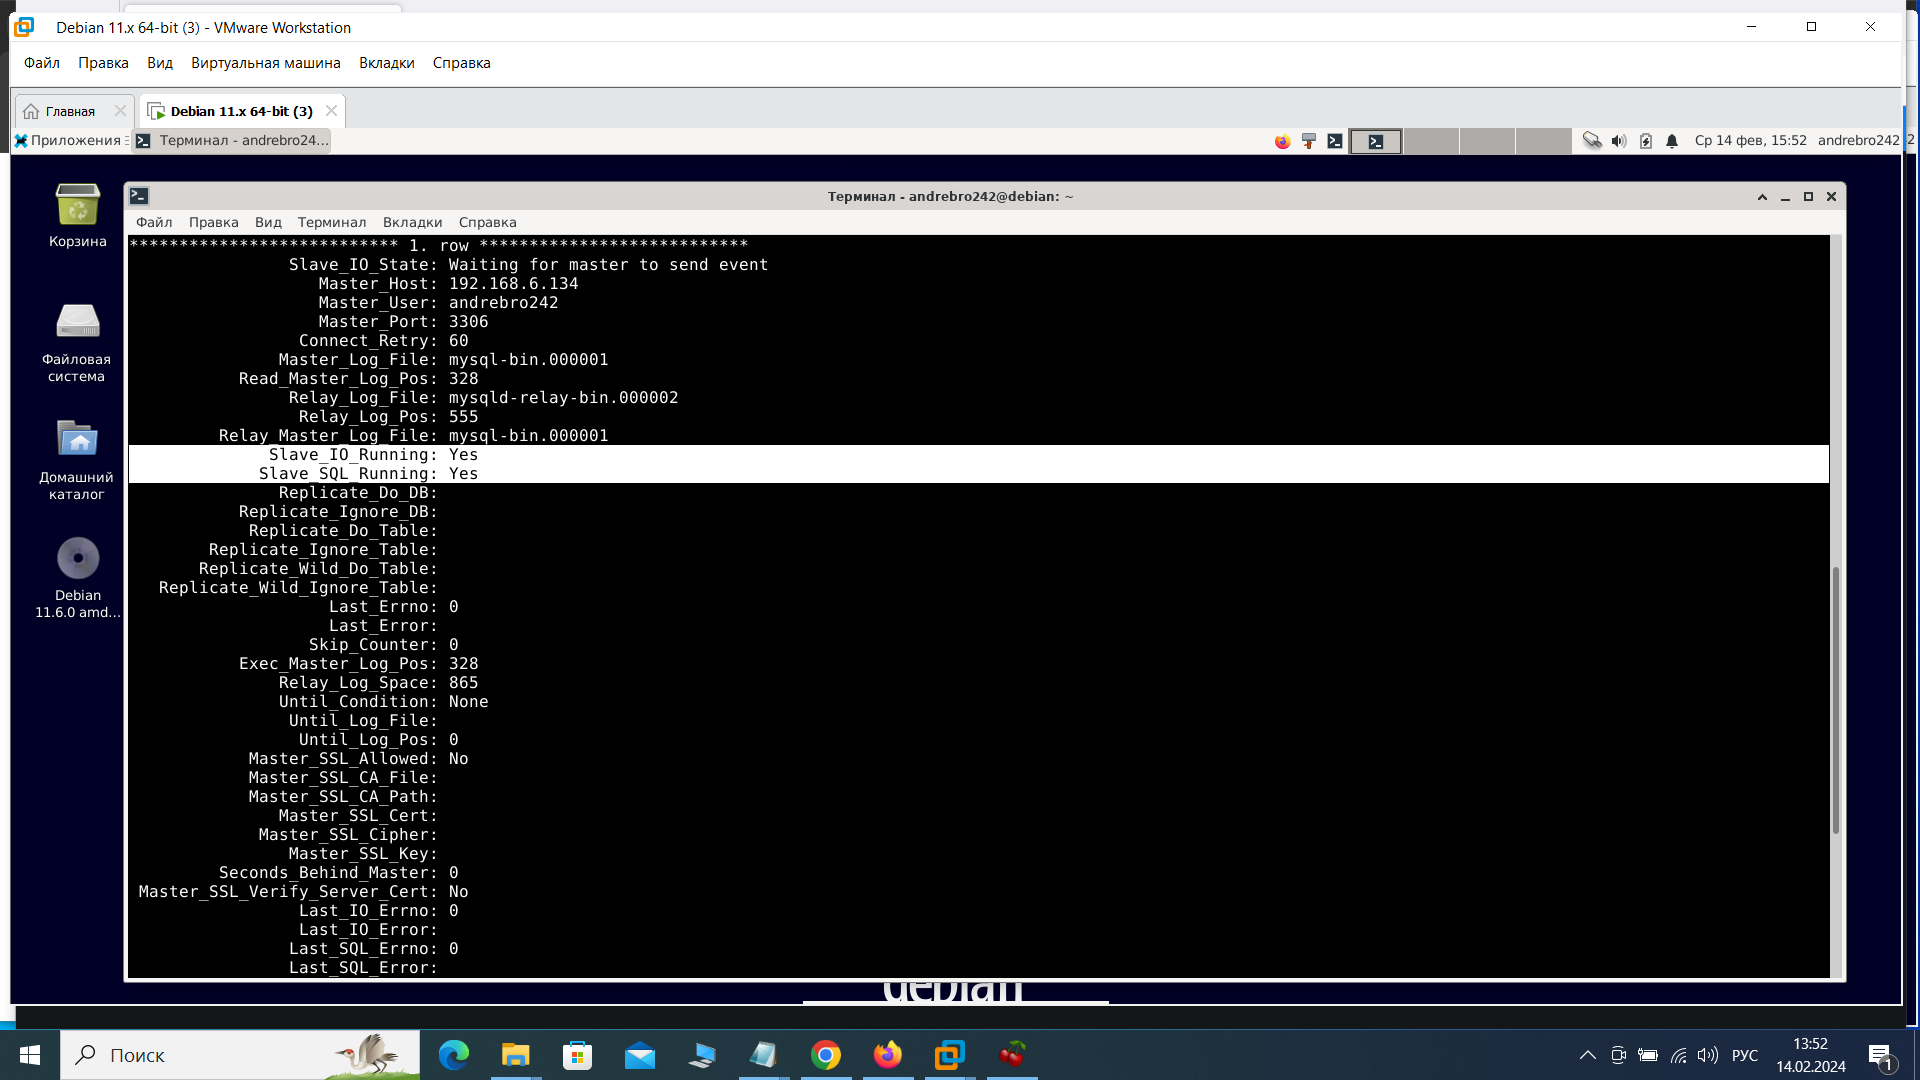 Debian 11.x 64-bit (3) - VMware Workstation
Файл Правка Вид Виртуальная машина Вкладки Справка
Главная Debian 11.x 64-bit (3)
Приложения Терминал - andrebro24... Ср 14 фев, 15:52 andrebro242
Терминал - andrebro242@debian: ~
Файл Правка Вид Терминал Вкладки Справка
*************************** 1. row ***************************
Slave_IO_State: Waiting for master to send event
Master_Host: 192.168.6.134
Master_User: andrebro242
Master_Port: 3306
Connect_Retry: 60
Master_Log_File: mysql-bin.000001
Read_Master_Log_Pos: 328
Relay_Log_File: mysqld-relay-bin.000002
Relay_Log_Pos: 555
Relay_Master_Log_File: mysql-bin.000001
Slave_IO_Running: Yes
Slave_SQL_Running: Yes
Replicate_Do_DB:
Replicate_Ignore_DB:
Replicate_Do_Table:
Replicate_Ignore_Table:
Replicate_Wild_Do_Table:
Replicate_Wild_Ignore_Table:
Last_Errno: 0
Last_Error:
Skip_Counter: 0
Exec_Master_Log_Pos: 328
Relay_Log_Space: 865
Until_Condition: None
Until_Log_File:
Until_Log_Pos: 0
Master_SSL_Allowed: No
Master_SSL_CA_File:
Master_SSL_CA_Path:
Master_SSL_Cert:
Master_SSL_Cipher:
Master_SSL_Key:
Seconds_Behind_Master: 0
Master_SSL_Verify_Server_Cert: No
Last_IO_Errno: 0
Last_IO_Error:
Last_SQL_Errno: 0
Last_SQL_Error:
Корзина
Файловая
система
Домашний
каталог
Debian
11.6.0 amd...
debian
Поиск
РУС
13:52
14.02.2024
1